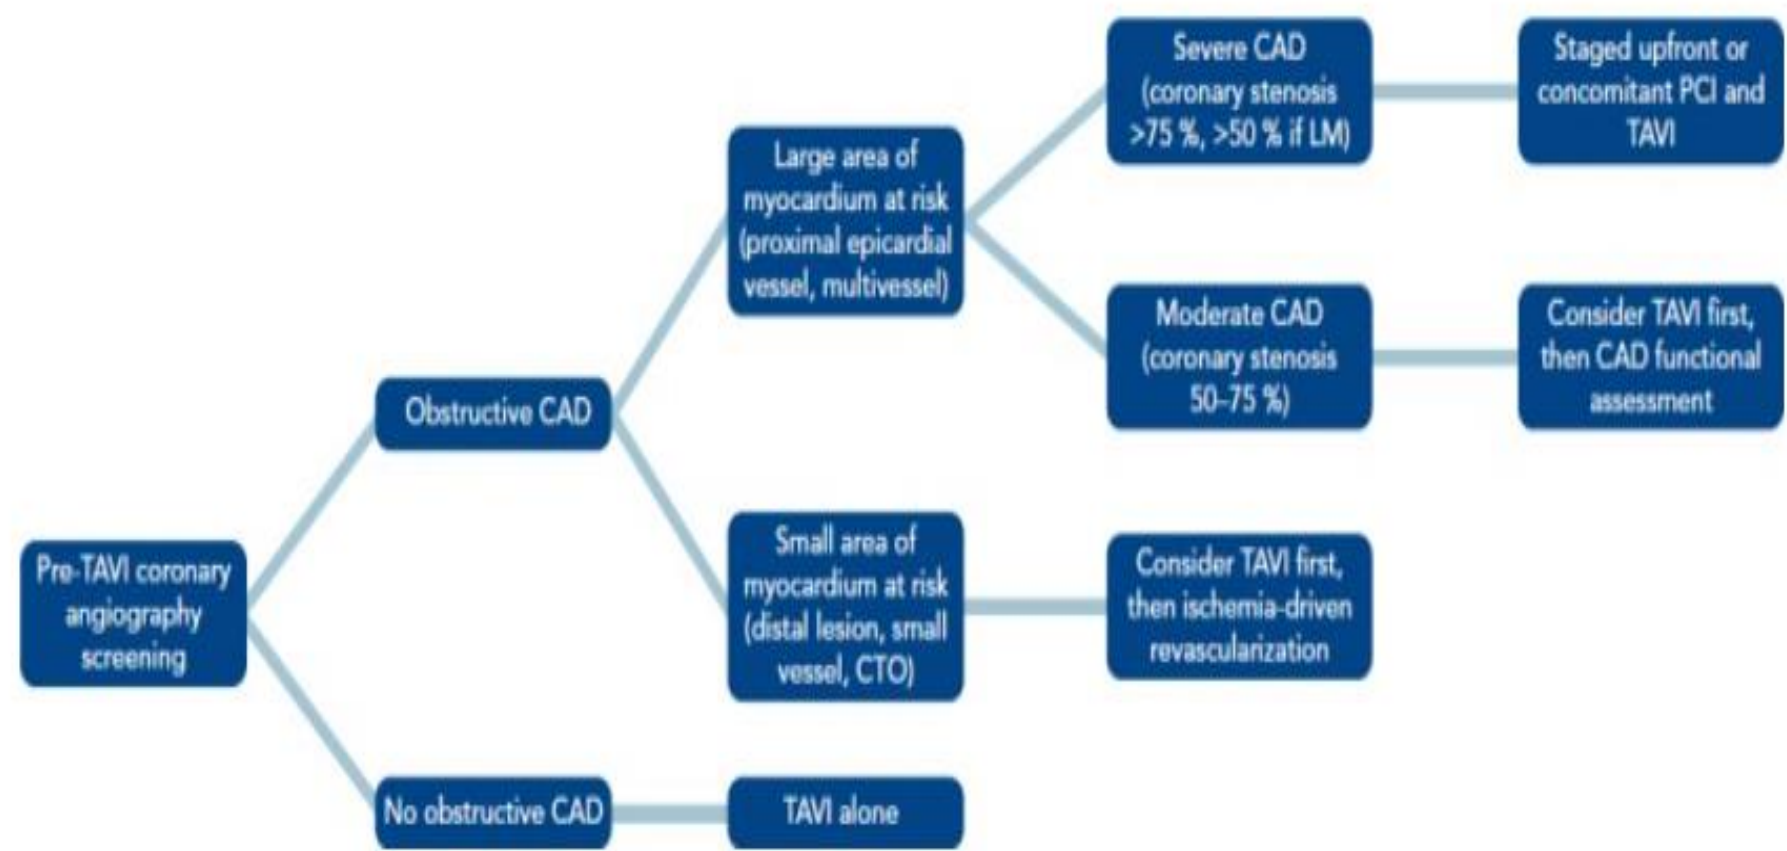 Pre-TAVI coronary
angiography
screening
Obstructive CAD
No obstructive CAD
Large area of
myocardium at risk
(proximal epicardial
vessel, multivessel)
Small area of
myocardium at risk
(distal lesion, small
vessel, CTO)
TAVI alone
Severe CAD
(coronary stenosis
>75 %, >50 % if LM)
Moderate CAD
(coronary stenosis
50–75 %)
Consider TAVI first,
then ischemia-driven
revascularization
Staged upfront or
concomitant PCI and
TAVI
Consider TAVI first,
then CAD functional
assessment